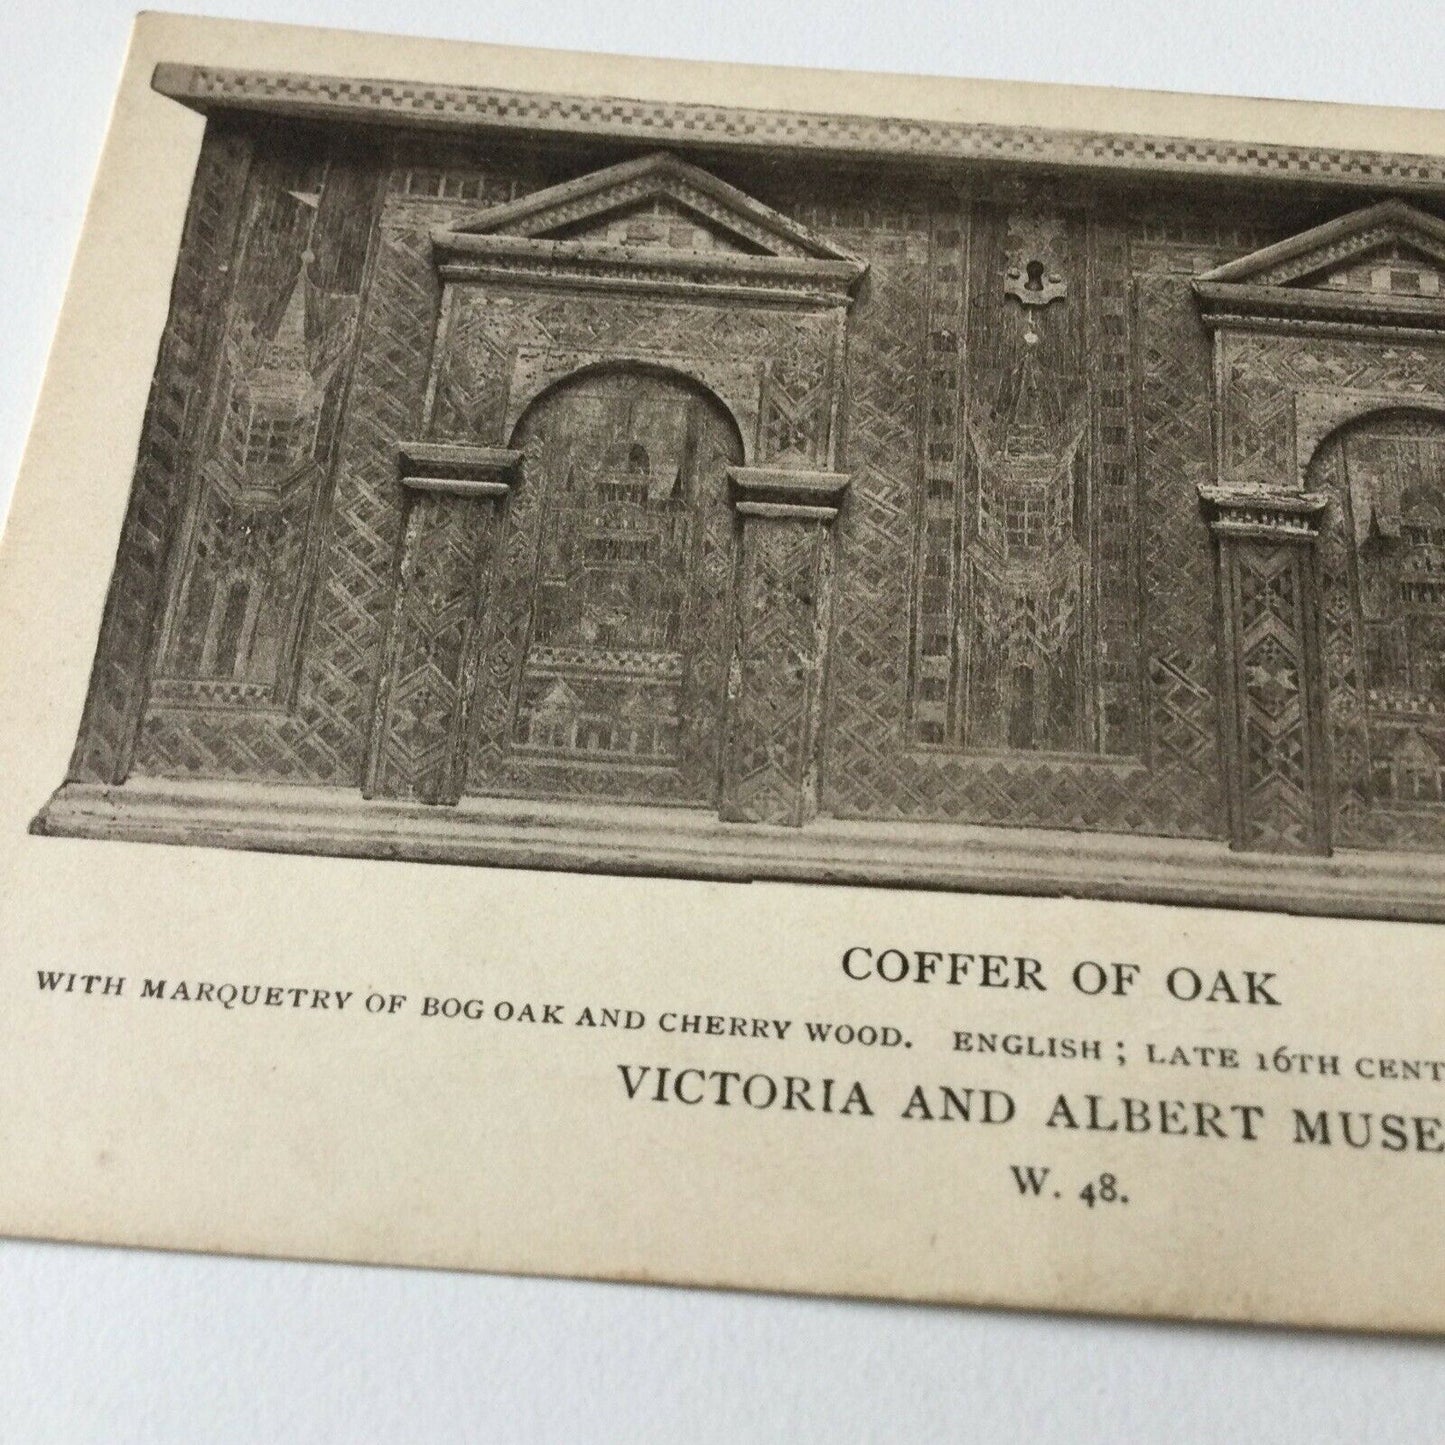 COFFER OF OAK
WITH MARQUETRY OF BOG OAK AND CHERRY WOOD. ENGLISH; LATE 16TH CENT
VICTORIA AND ALBERT MUSE
W. 48.